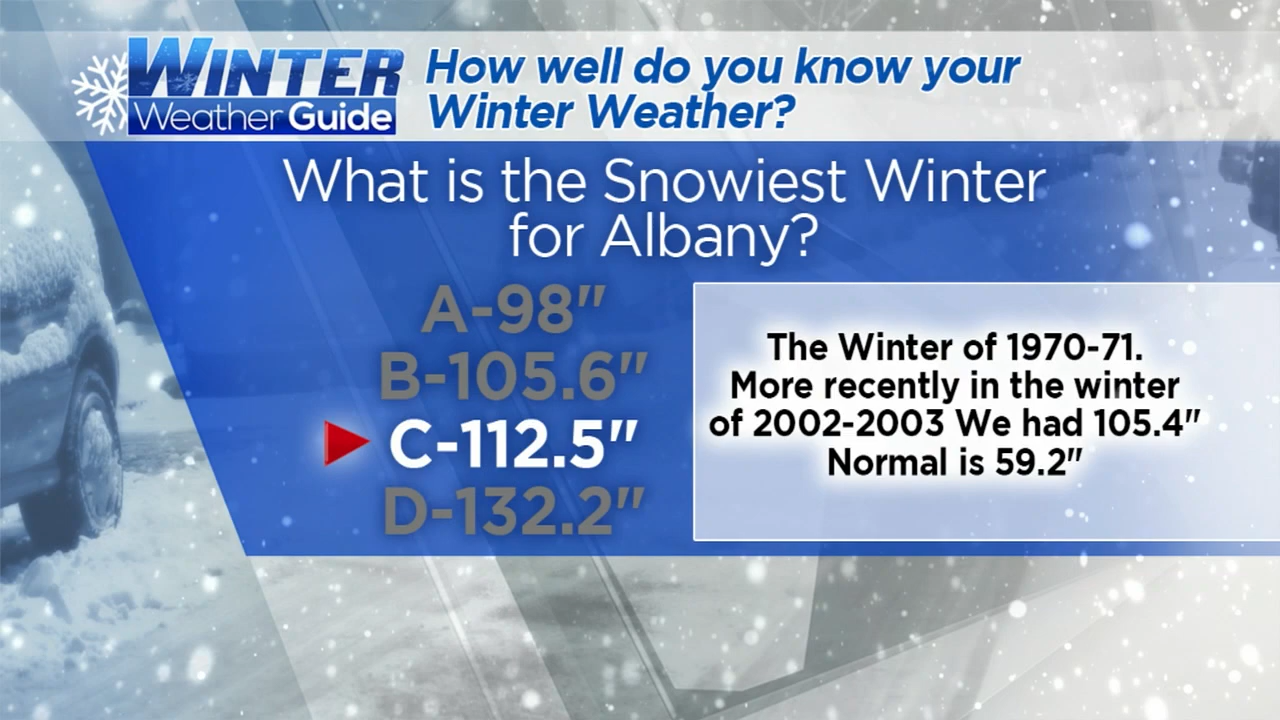 WINTER
Weather Guide
How well do you know your
Winter Weather?
What is the Snowiest Winter
for Albany?
A-98"
B-105.6"
C-112.5"
D-132.2"
The Winter of 1970-71.
More recently in the winter
of 2002-2003 We had 105.4"
Normal is 59.2"